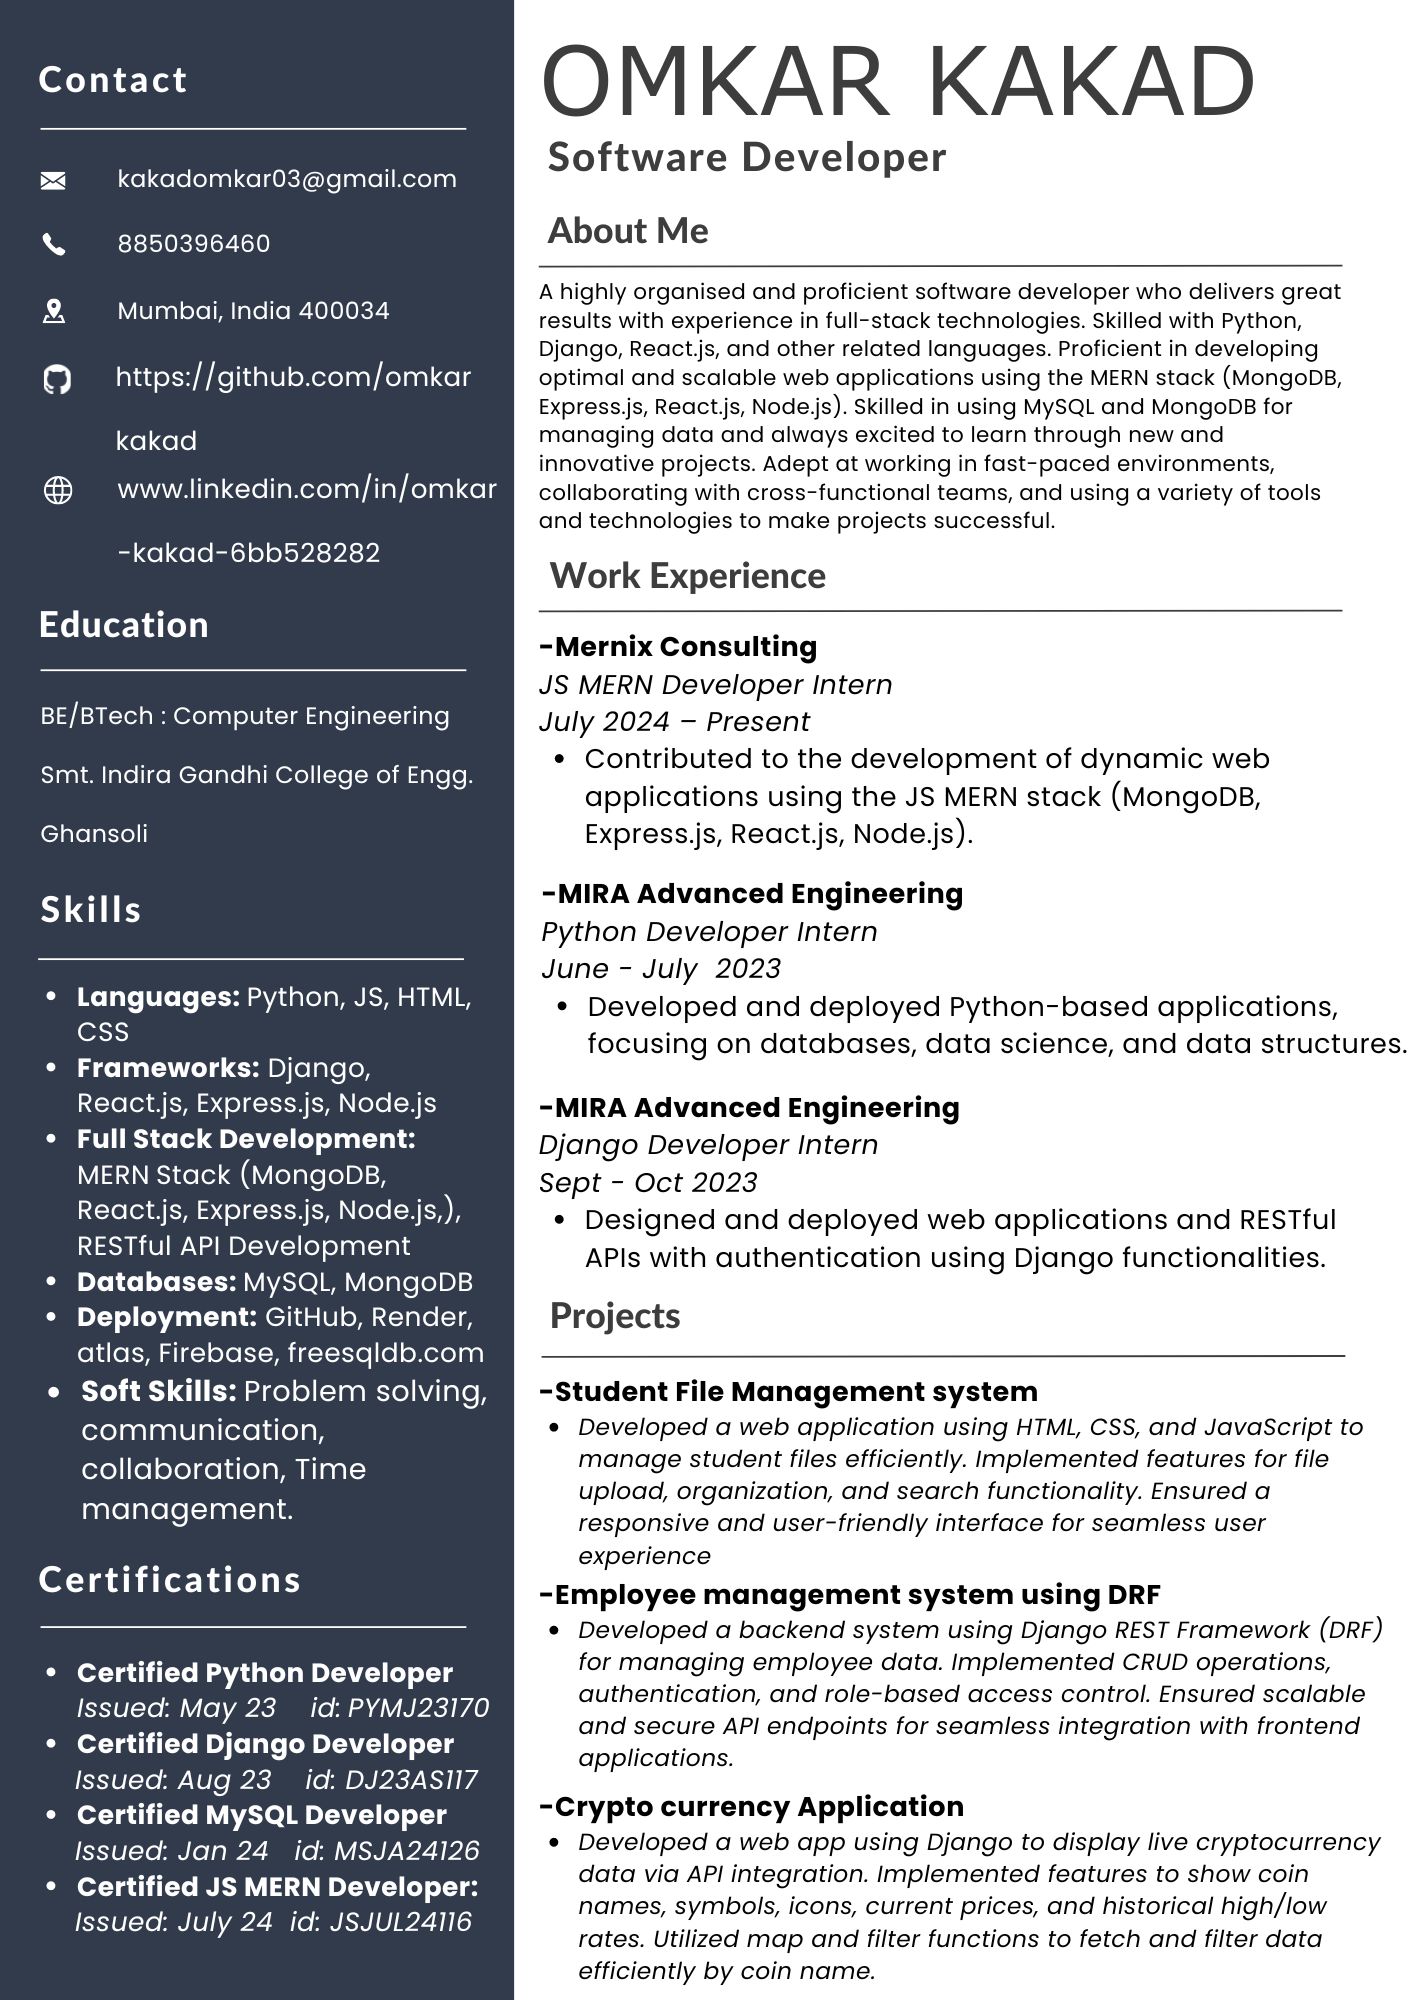 Contact
kakadomkar03@gmail.com
8850396460
Mumbai, India 400034
https://github.com/omkar
kakad
www.linkedin.com/in/omkar
-kakad-6bb528282
Education
BE/BTech : Computer Engineering
Smt. Indira Gandhi College of Engg.
Ghansoli
Skills
• Languages: Python, JS, HTML,
CSS
• Frameworks: Django,
React.js, Express.js, Node.js
• Full Stack Development:
MERN Stack (MongoDB,
React.js, Express.js, Node.js,),
RESTful API Development
• Databases: MySQL, MongoDB
• Deployment: GitHub, Render,
atlas, Firebase, freesqldb.com
• Soft Skills: Problem solving,
communication,
collaboration, Time
management.
Certifications
• Certified Python Developer
Issued: May 23 id: PYMJ23170
• Certified Django Developer
Issued: Aug 23 id: DJ23AS117
• Certified MySQL Developer
Issued: Jan 24 id: MSJA24126
• Certified JS MERN Developer:
Issued: July 24 id: JSJUL24116
OMKAR KAKAD
Software Developer
About Me
A highly organised and proficient software developer who delivers great
results with experience in full-stack technologies. Skilled with Python,
Django, React.js, and other related languages. Proficient in developing
optimal and scalable web applications using the MERN stack (MongoDB,
Express.js, React.js, Node.js). Skilled in using MySQL and MongoDB for
managing data and always excited to learn through new and
innovative projects. Adept at working in fast-paced environments,
collaborating with cross-functional teams, and using a variety of tools
and technologies to make projects successful.
Work Experience
-Mernix Consulting
JS MERN Developer Intern
July 2024 – Present
• Contributed to the development of dynamic web
applications using the JS MERN stack (MongoDB,
Express.js, React.js, Node.js).
-MIRA Advanced Engineering
Python Developer Intern
June - July 2023
• Developed and deployed Python-based applications,
focusing on databases, data science, and data structures.
-MIRA Advanced Engineering
Django Developer Intern
Sept - Oct 2023
• Designed and deployed web applications and RESTful
APIs with authentication using Django functionalities.
Projects
-Student File Management system
• Developed a web application using HTML, CSS, and JavaScript to
manage student files efficiently. Implemented features for file
upload, organization, and search functionality. Ensured a
responsive and user-friendly interface for seamless user
experience
-Employee management system using DRF
• Developed a backend system using Django REST Framework (DRF)
for managing employee data. Implemented CRUD operations,
authentication, and role-based access control. Ensured scalable
and secure API endpoints for seamless integration with frontend
applications.
-Crypto currency Application
• Developed a web app using Django to display live cryptocurrency
data via API integration. Implemented features to show coin
names, symbols, icons, current prices, and historical high/low
rates. Utilized map and filter functions to fetch and filter data
efficiently by coin name.